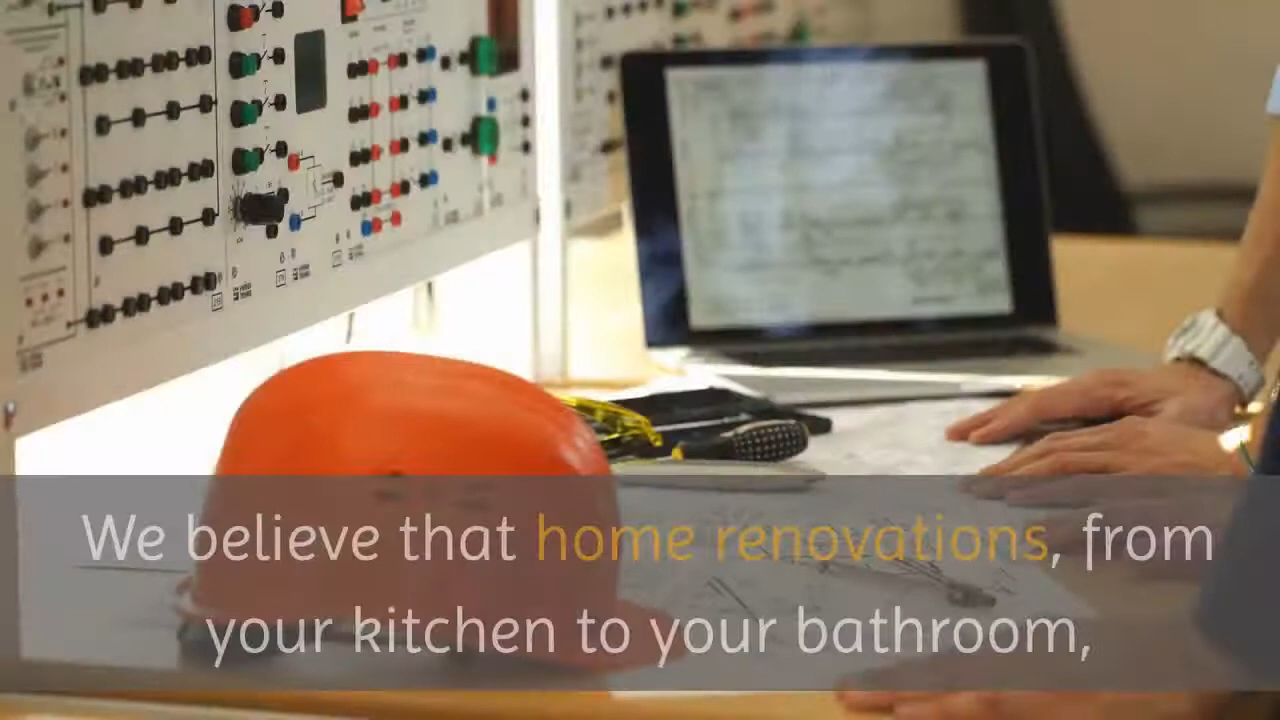 We believe that home renovations, from
your kitchen to your bathroom,